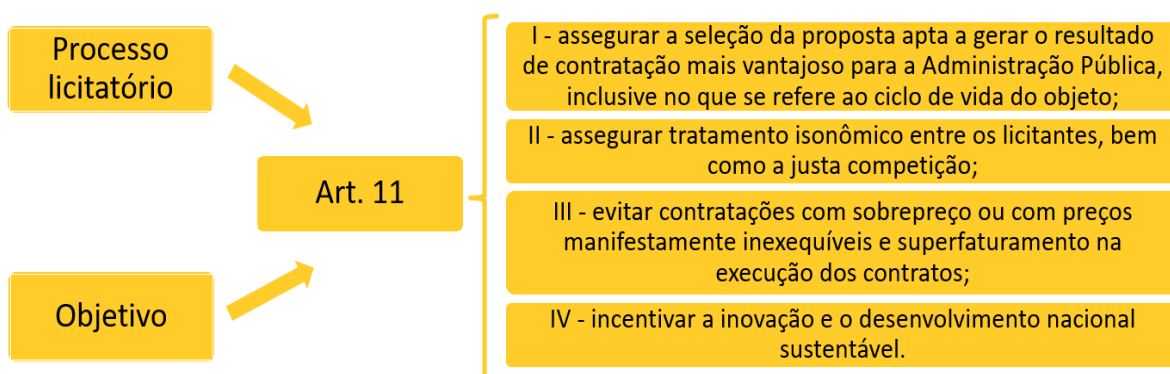 Processo
licitatório
Objetivo
Art. 11
I - assegurar a seleção da proposta apta a gerar o resultado
de contratação mais vantajoso para a Administração Pública,
inclusive no que se refere ao ciclo de vida do objeto;
II - assegurar tratamento isonômico entre os licitantes, bem
como a justa competição;
III - evitar contratações com sobrepreço ou com preços
manifestamente inexequíveis e superfaturamento na
execução dos contratos;
IV - incentivar a inovação e o desenvolvimento nacional
sustentável.